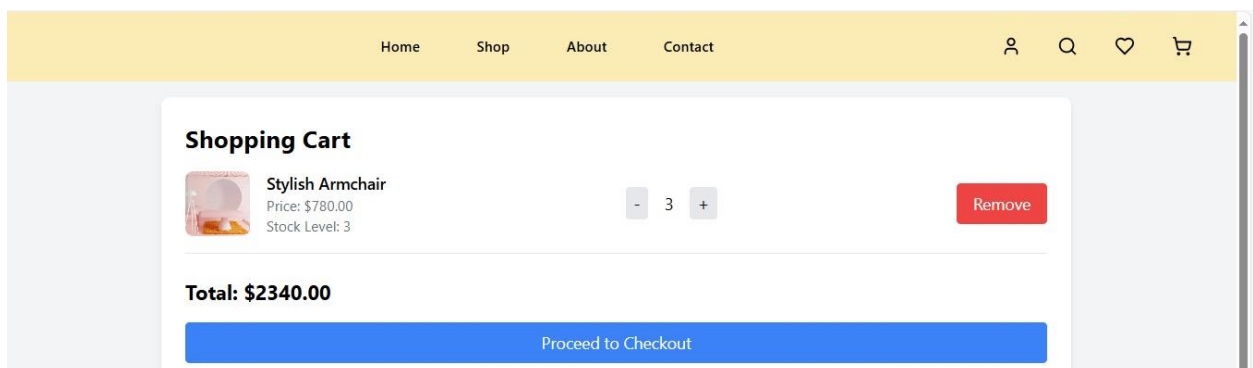 Home Shop About Contact
Shopping Cart
Stylish Armchair
Price: $780.00
Stock Level: 3
- 3 +
Remove
Total: $2340.00
Proceed to Checkout